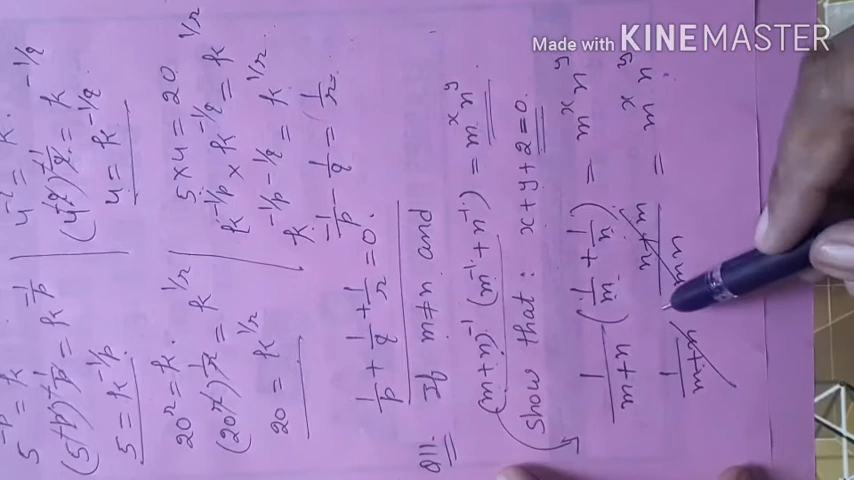 5^-p = k
(5^-p)^-1/p = k^-1/p
5 = k^-1/p
4^-q = k
(4^-q)^-1/q = k^-1/q
4 = k^-1/q
20^r = k
(20^r)^1/r = k^1/r
20 = k^1/r
5 × 4 = 20
k^-1/p × k^-1/q = k^1/r
k^-1/p - 1/q = k^1/r
-1/p - 1/q = 1/r
1/p + 1/q + 1/r = 0.
Q11. If m≠n and
(m+n)^-1 (m^-1 + n^-1) = m^x n^y.
show that : x+y+2=0.
1/m+n (1/m + 1/n) = m^x n^y
1/m+n m+n/mn = m^x n^y
Made with KINEMASTER